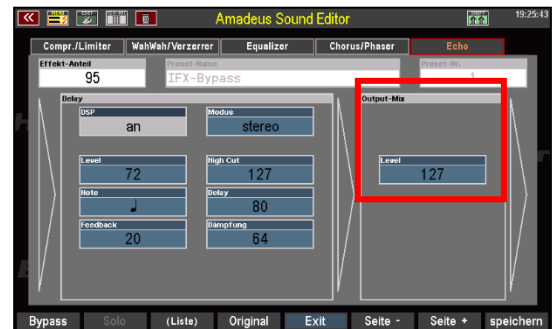 Amadeus Sound Editor
19:25:43
Compr./Limiter WahWah/Verzerrer Equalizer Chorus/Phaser Echo
Effekt-Anteil Preset-Name Preset-Nr.
95 IFX-Bypass 1
Delay Output-Mix
DSP Modus
an stereo
Level High Cut Level
72 127 127
Note Delay
80
Feedback Dämpfung
20 64
Bypass Solo (Liste) Original Exit Seite - Seite + speichern